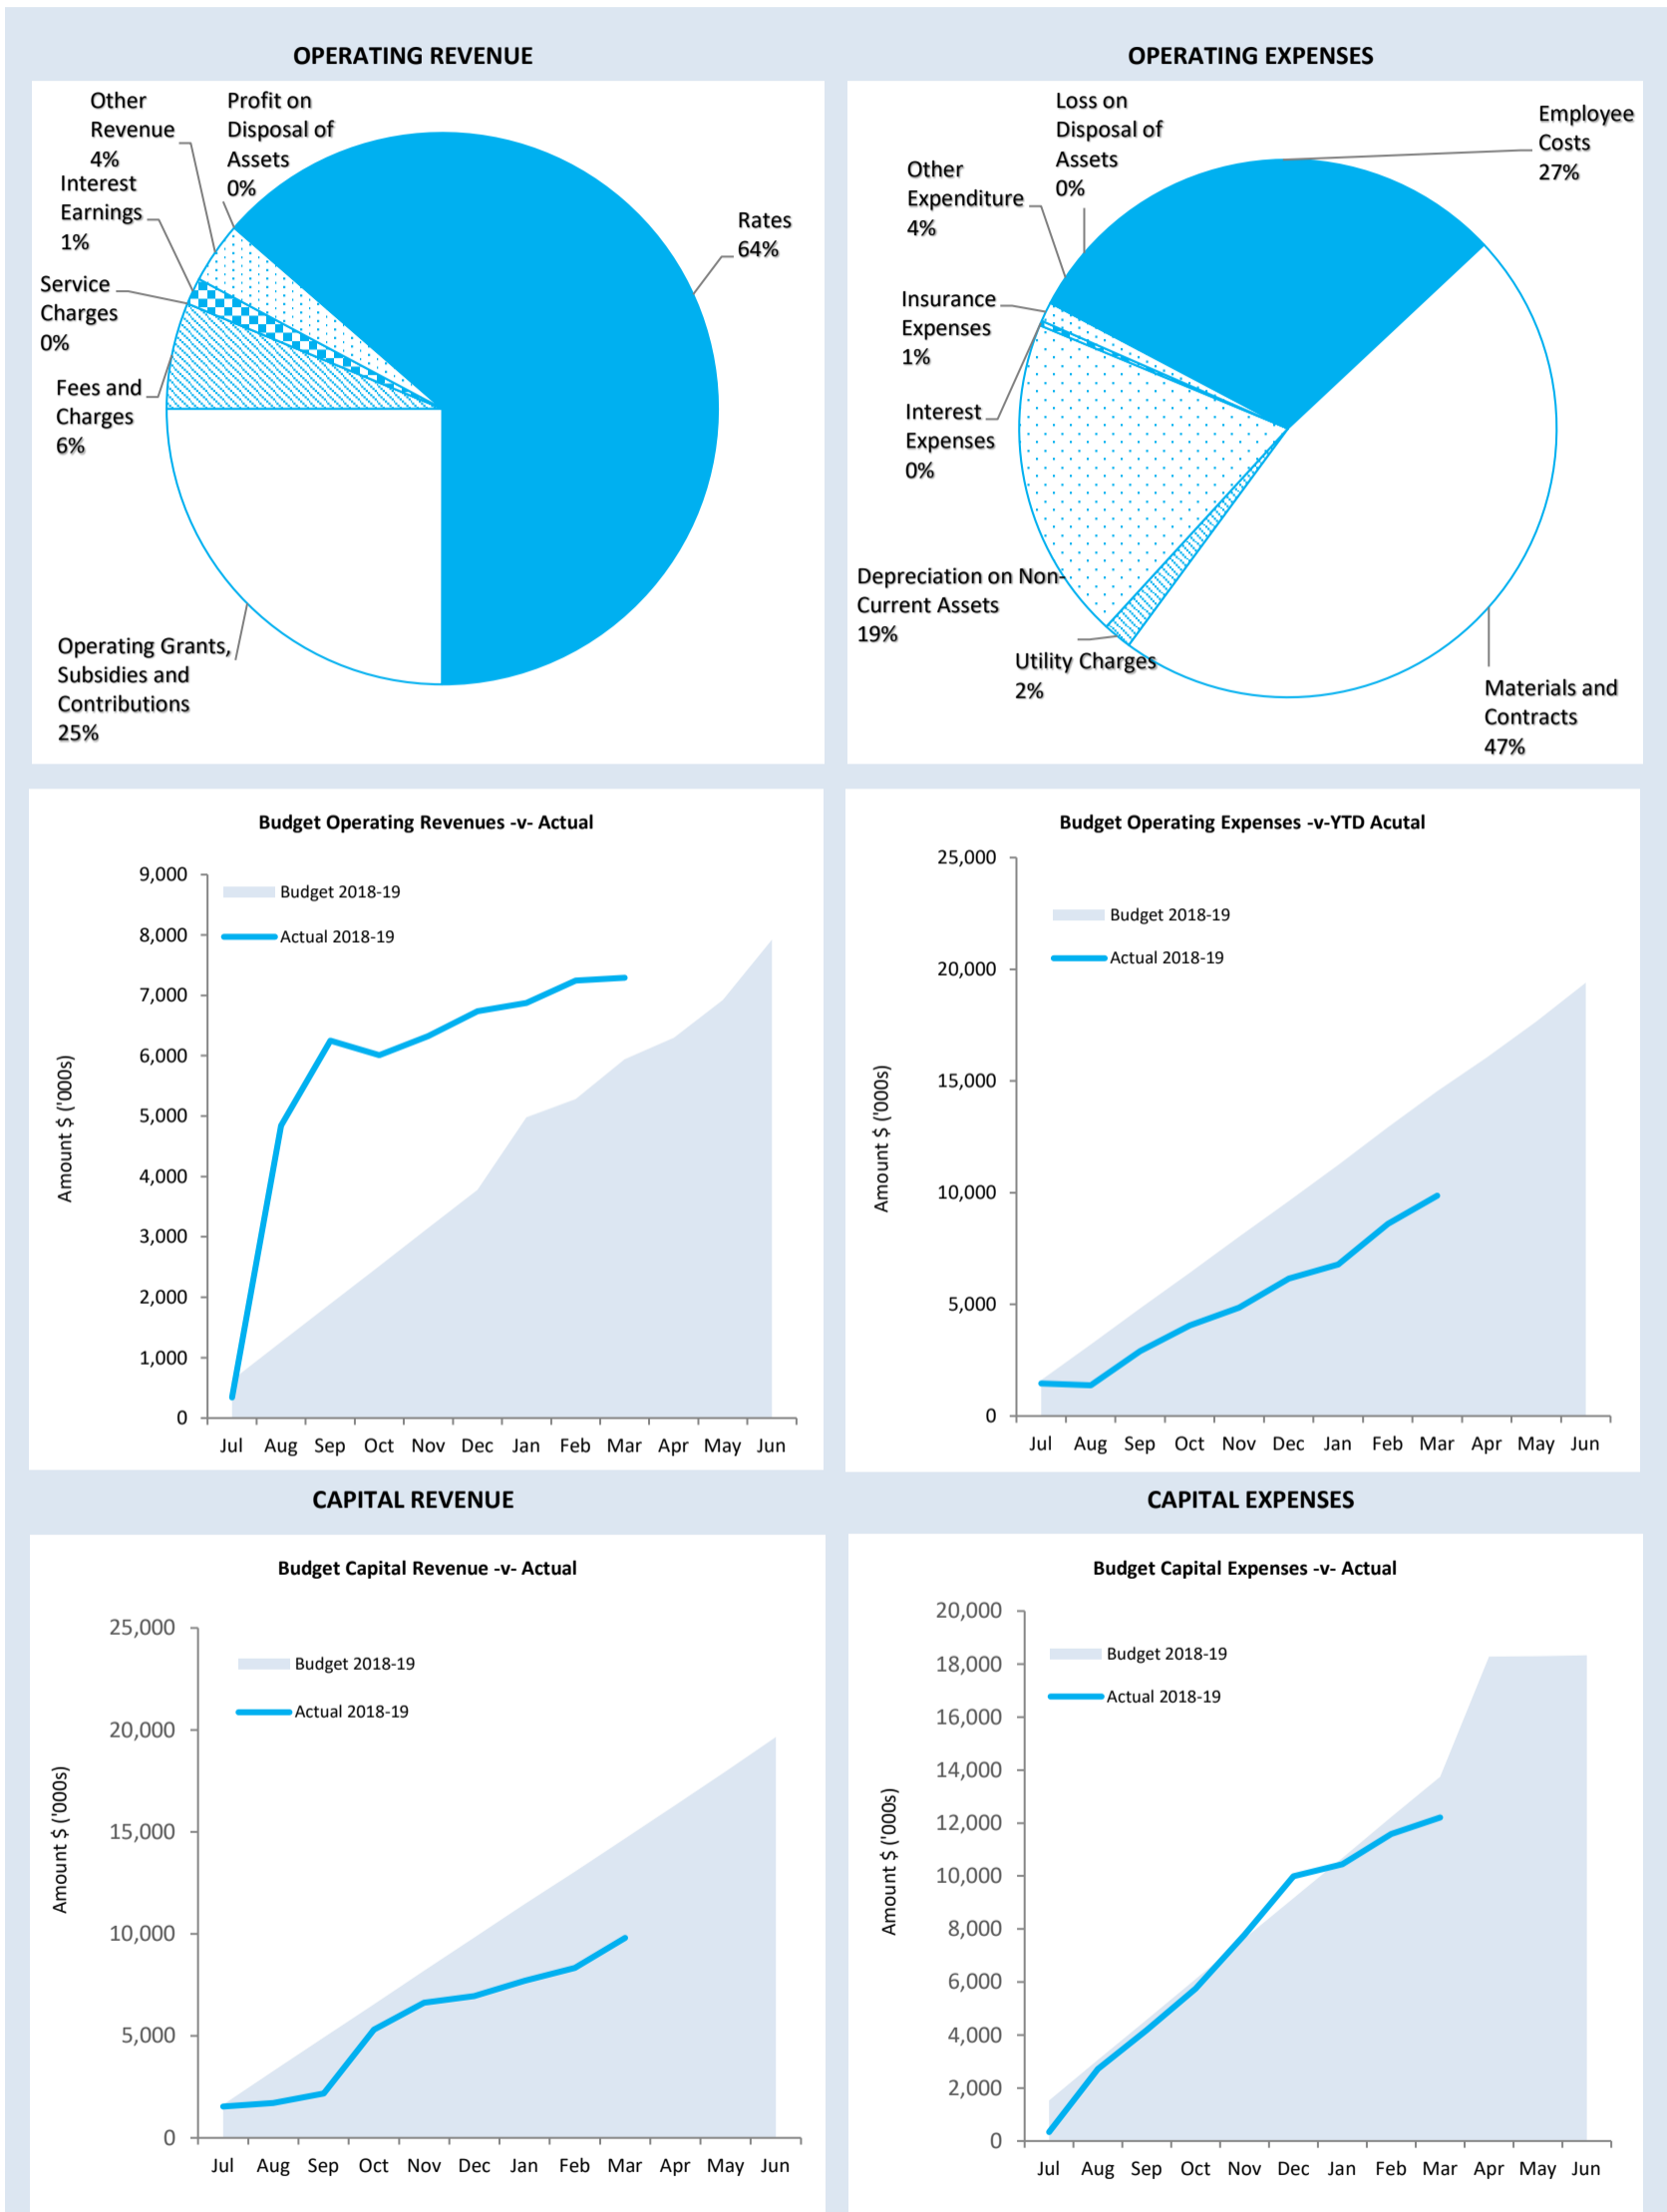 OPERATING REVENUE
Other
Revenue
4%
Profit on
Disposal of
Assets
0%
Interest
Earnings
1%
Rates
64%
Service
Charges
0%
Fees and
Charges
6%
Operating Grants,
Subsidies and
Contributions
25%
OPERATING EXPENSES
Loss on
Disposal of
Assets
0%
Employee
Costs
27%
Other
Expenditure
4%
Insurance
Expenses
1%
Interest
Expenses
0%
Depreciation on Non-
Current Assets
19%
Utility Charges
2%
Materials and
Contracts
47%
Budget Operating Revenues -v- Actual
9,000
8,000
7,000
6,000
5,000
4,000
3,000
2,000
1,000
0
Budget 2018-19
Actual 2018-19
Amount $ ('000s)
Jul Aug Sep Oct Nov Dec Jan Feb Mar Apr May Jun
Budget Operating Expenses -v-YTD Acutal
25,000
20,000
15,000
10,000
5,000
0
Budget 2018-19
Actual 2018-19
Amount $ ('000s)
Jul Aug Sep Oct Nov Dec Jan Feb Mar Apr May Jun
CAPITAL REVENUE
Budget Capital Revenue -v- Actual
25,000
20,000
15,000
10,000
5,000
0
Budget 2018-19
Actual 2018-19
Amount $ ('000s)
Jul Aug Sep Oct Nov Dec Jan Feb Mar Apr May Jun
CAPITAL EXPENSES
Budget Capital Expenses -v- Actual
20,000
18,000
16,000
14,000
12,000
10,000
8,000
6,000
4,000
2,000
0
Budget 2018-19
Actual 2018-19
Amount $ ('000s)
Jul Aug Sep Oct Nov Dec Jan Feb Mar Apr May Jun